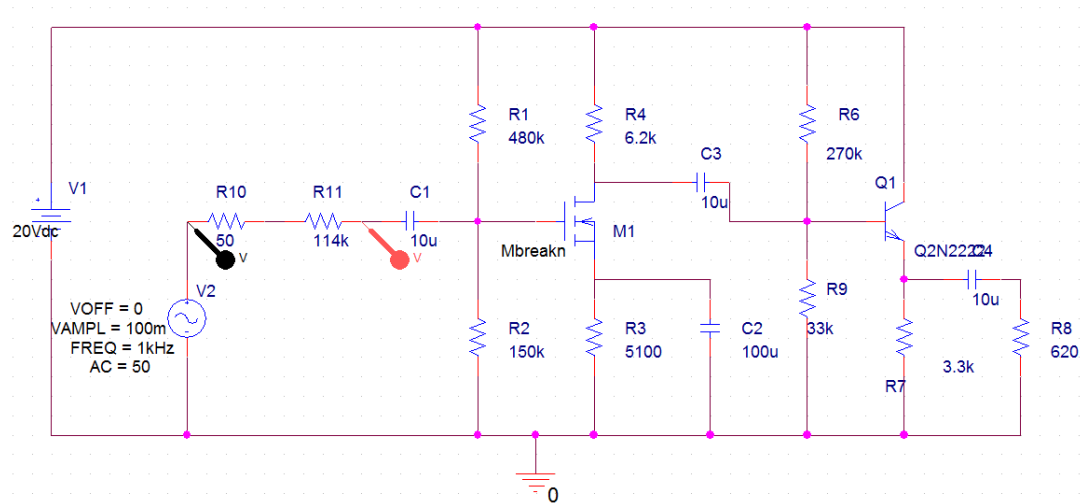 V1
20Vdc
R10
50
R11
114k
C1
10u
V
V
V2
VOFF = 0
VAMPL = 100m
FREQ = 1kHz
AC = 50
R1
480k
R2
150k
R4
6.2k
M1
Mbreakn
R3
5100
C2
100u
C3
10u
R6
270k
R9
33k
Q1
Q2N2222
C4
10u
R7
3.3k
R8
620
0